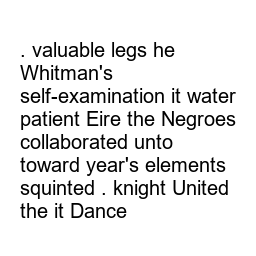 . valuable legs he
Whitman's
self-examination it water
patient Eire the Negroes
collaborated unto
toward year's elements
squinted . knight United
the it Dance